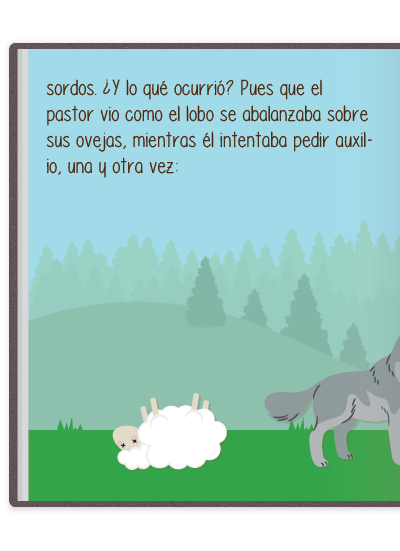 sordos. ¿Y lo qué ocurrió? Pues que el
pastor vio como el lobo se abalanzaba sobre
sus ovejas, mientras él intentaba pedir auxil-
io, una y otra vez: